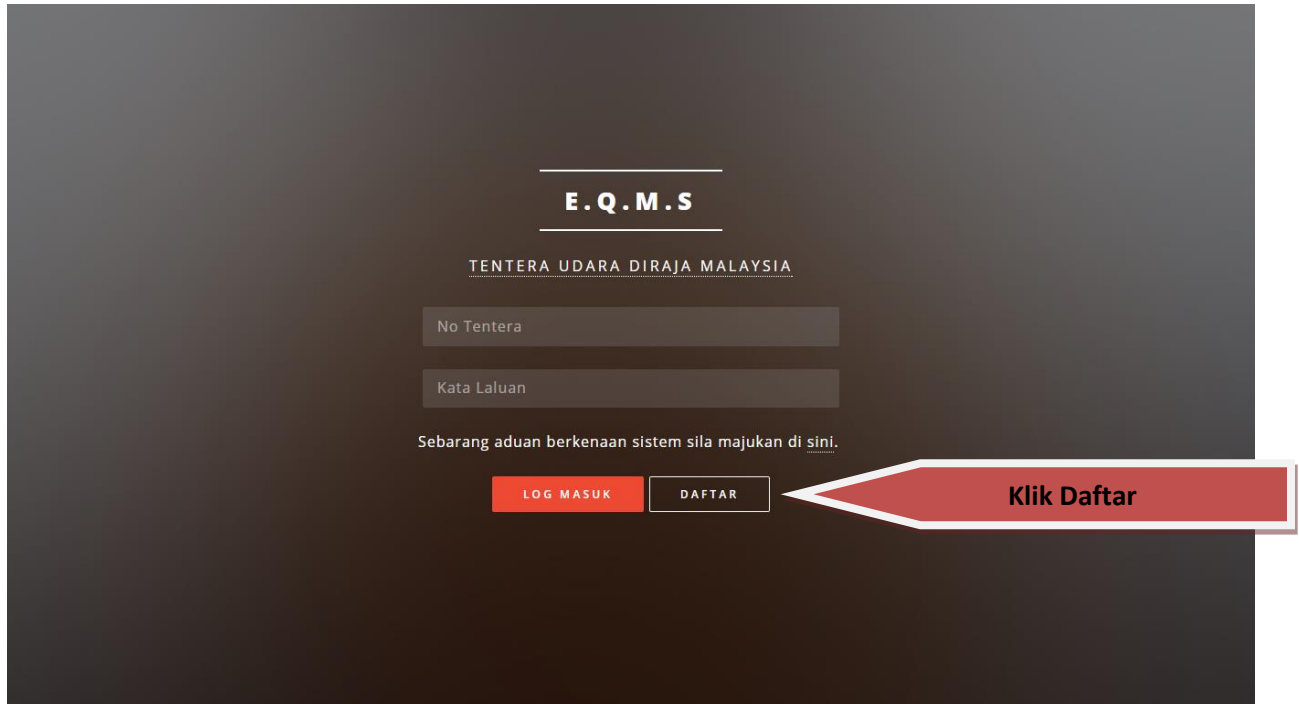 E.Q.M.S
TENTERA UDARA DIRAJA MALAYSIA
No Tentera
Kata Laluan
Sebarang aduan berkenaan sistem sila majukan di sini.
LOG MASUK DAFTAR
Klik Daftar